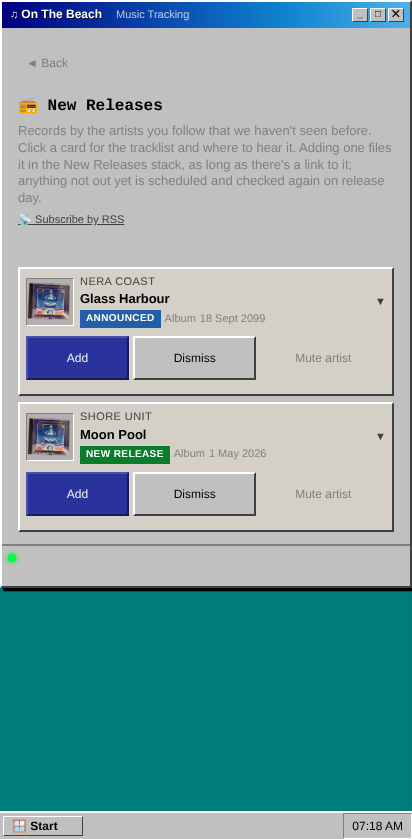 ♫ On The Beach Music Tracking
◄ Back
📻 New Releases
Records by the artists you follow that we haven't seen before.
Click a card for the tracklist and where to hear it. Adding one files
it in the New Releases stack, as long as there's a link to it;
anything not out yet is scheduled and checked again on release
day.
📡 Subscribe by RSS
NERA COAST
Glass Harbour
ANNOUNCED Album 18 Sept 2099
Add Dismiss Mute artist
SHORE UNIT
Moon Pool
NEW RELEASE Album 1 May 2026
Add Dismiss Mute artist
Start 07:18 AM